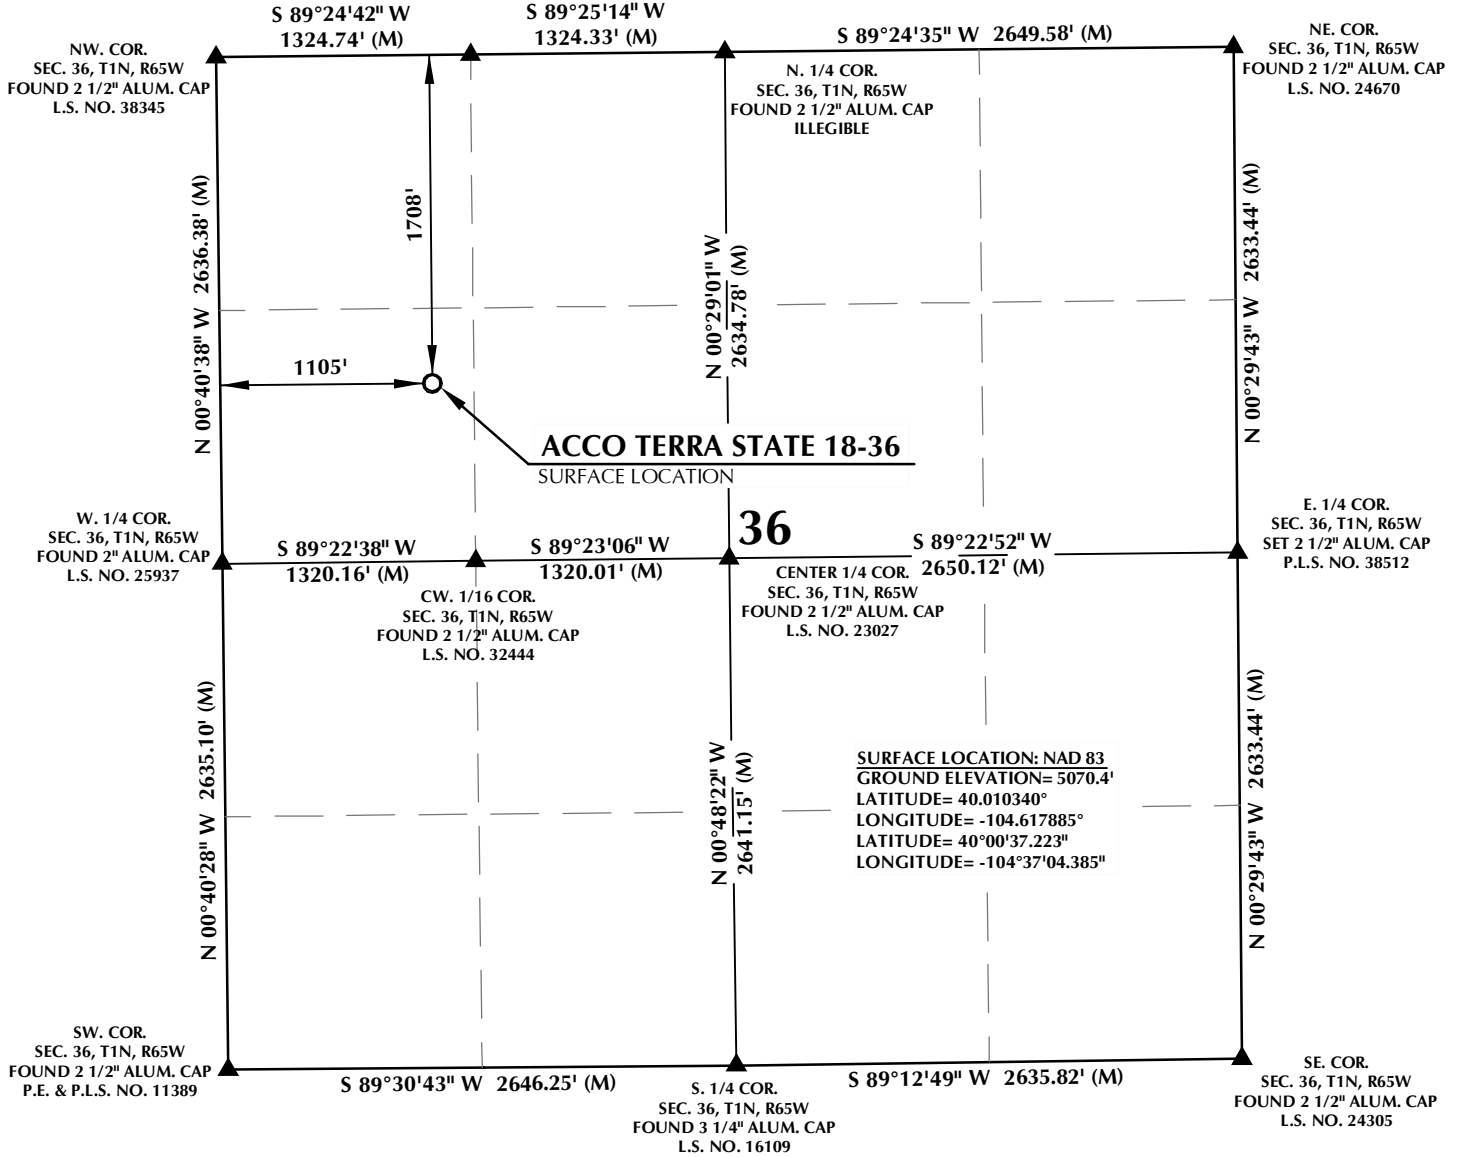 S 89°24'42" W
1324.74' (M)
S 89°25'14" W
1324.33' (M)
S 89°24'35" W 2649.58' (M)
NW. COR.
SEC. 36, T1N, R65W
FOUND 2 1/2" ALUM. CAP
L.S. NO. 38345
N. 1/4 COR.
SEC. 36, T1N, R65W
FOUND 2 1/2" ALUM. CAP
ILLEGIBLE
NE. COR.
SEC. 36, T1N, R65W
FOUND 2 1/2" ALUM. CAP
L.S. NO. 24670
N 00°40'38" W 2636.38' (M)
1708'
1105'
N 00°29'01" W
2634.78' (M)
N 00°29'43" W 2633.44' (M)
ACCO TERRA STATE 18-36
SURFACE LOCATION
36
W. 1/4 COR.
SEC. 36, T1N, R65W
FOUND 2" ALUM. CAP
L.S. NO. 25937
S 89°22'38" W
1320.16' (M)
S 89°23'06" W
1320.01' (M)
S 89°22'52" W
2650.12' (M)
E. 1/4 COR.
SEC. 36, T1N, R65W
SET 2 1/2" ALUM. CAP
P.L.S. NO. 38512
CW. 1/16 COR.
SEC. 36, T1N, R65W
FOUND 2 1/2" ALUM. CAP
L.S. NO. 32444
CENTER 1/4 COR.
SEC. 36, T1N, R65W
FOUND 2 1/2" ALUM. CAP
L.S. NO. 23027
N 00°40'28" W 2635.10' (M)
N 00°48'22" W
2641.15' (M)
SURFACE LOCATION: NAD 83
GROUND ELEVATION= 5070.4'
LATITUDE= 40.010340°
LONGITUDE= -104.617885°
LATITUDE= 40°00'37.223"
LONGITUDE= -104°37'04.385"
N 00°29'43" W 2633.44' (M)
SW. COR.
SEC. 36, T1N, R65W
FOUND 2 1/2" ALUM. CAP
P.E. & P.L.S. NO. 11389
S 89°30'43" W 2646.25' (M)
S. 1/4 COR.
SEC. 36, T1N, R65W
FOUND 3 1/4" ALUM. CAP
L.S. NO. 16109
S 89°12'49" W 2635.82' (M)
SE. COR.
SEC. 36, T1N, R65W
FOUND 2 1/2" ALUM. CAP
L.S. NO. 24305